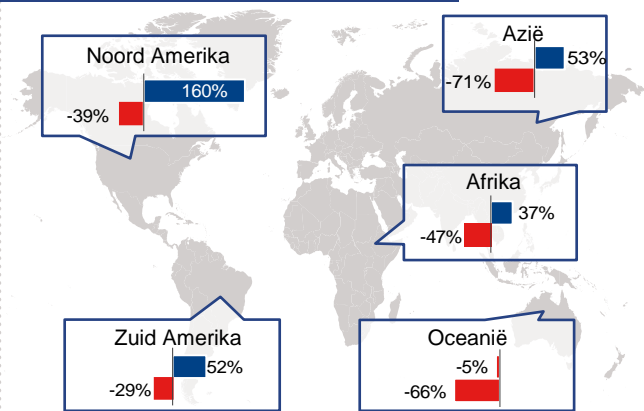 Noord Amerika
160%
-39%
Azië
53%
-71%
Afrika
37%
-47%
Zuid Amerika
52%
-29%
Oceanië
-5%
-66%